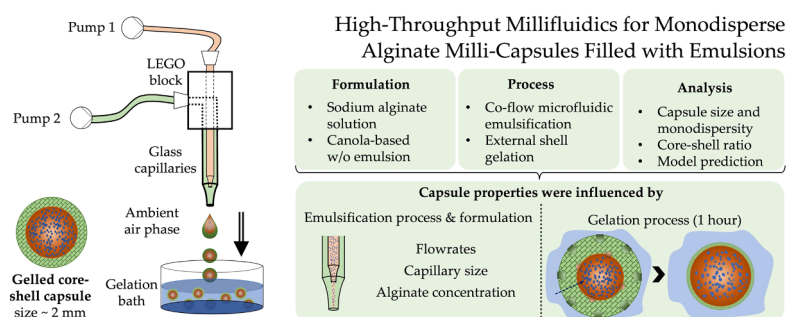 High-Throughput Millifluidics for Monodisperse
Alginate Milli-Capsules Filled with Emulsions
Pump 1
LEGO
block
Pump 2
Glass
capillaries
Ambient
air phase
Gelled core-
shell capsule
size ~ 2 mm
Gelation
bath
Formulation
• Sodium alginate
solution
• Canola-based
w/o emulsion
Process
• Co-flow microfluidic
emulsification
• External shell
gelation
Analysis
• Capsule size and
monodispersity
• Core-shell ratio
• Model prediction
Capsule properties were influenced by
Emulsification process & formulation
Flowrates
Capillary size
Alginate concentration
Gelation process (1 hour)